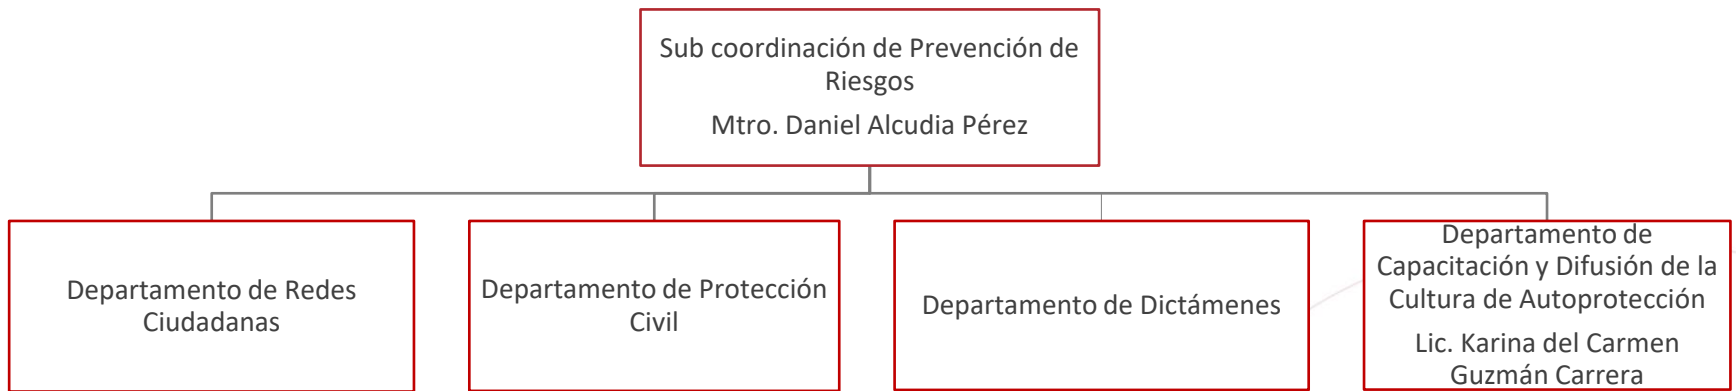 Sub coordinación de Prevención de
Riesgos
Mtro. Daniel Alcudia Pérez
Departamento de Redes
Ciudadanas
Departamento de Protección
Civil
Departamento de Dictámenes
Departamento de
Capacitación y Difusión de la
Cultura de Autoprotección
Lic. Karina del Carmen
Guzmán Carrera